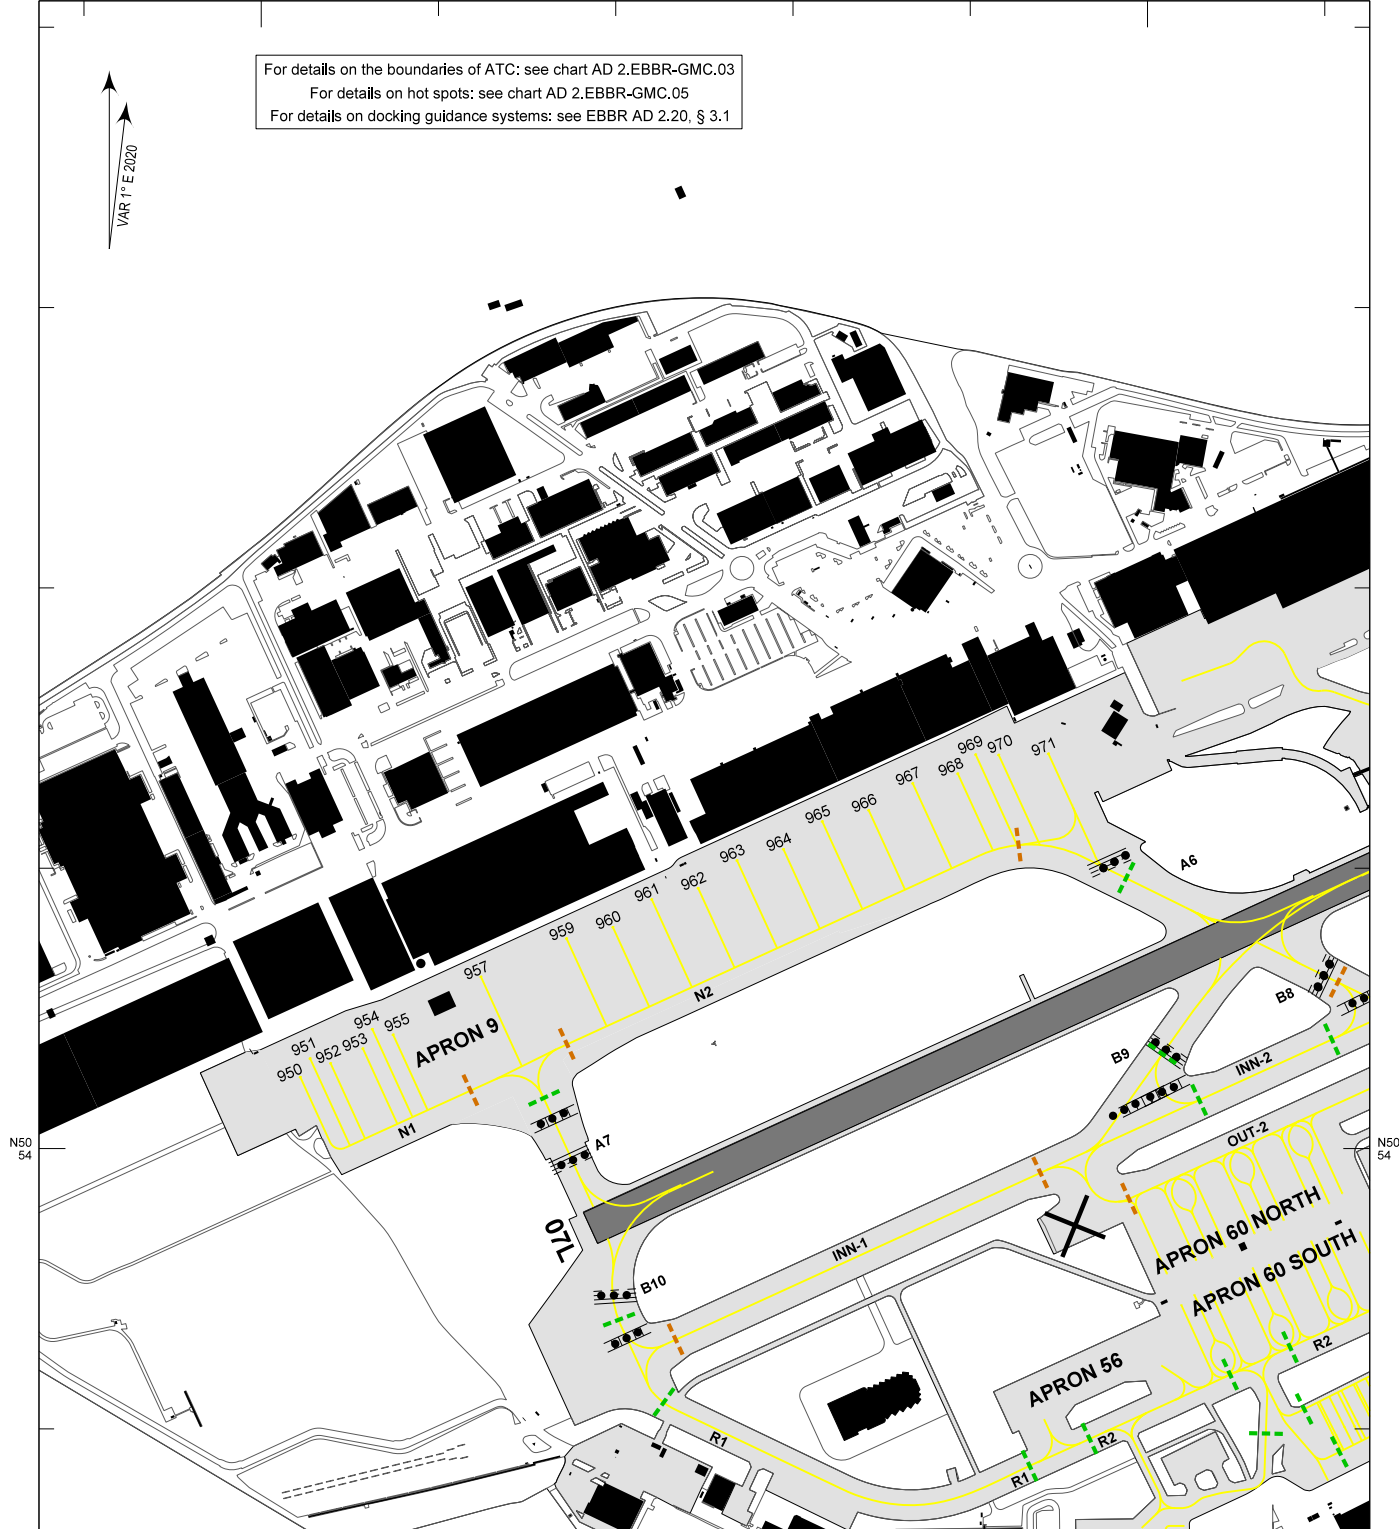 For details on the boundaries of ATC: see chart AD 2.EBBR-GMC.03
For details on hot spots: see chart AD 2.EBBR-GMC.05
For details on docking guidance systems: see EBBR AD 2.20, § 3.1
VAR 1° E 2020
969
970
971
968
967
966
965
964
963
962
961
960
959
957
A6
N2
955
954
953
952
951
950
APRON 9
N1
B8
B9
INN-2
A7
OUT-2
N50
54
N50
54
07L
B10
INN-1
APRON 60 NORTH
APRON 60 SOUTH
R2
APRON 56
R1
R2
R1